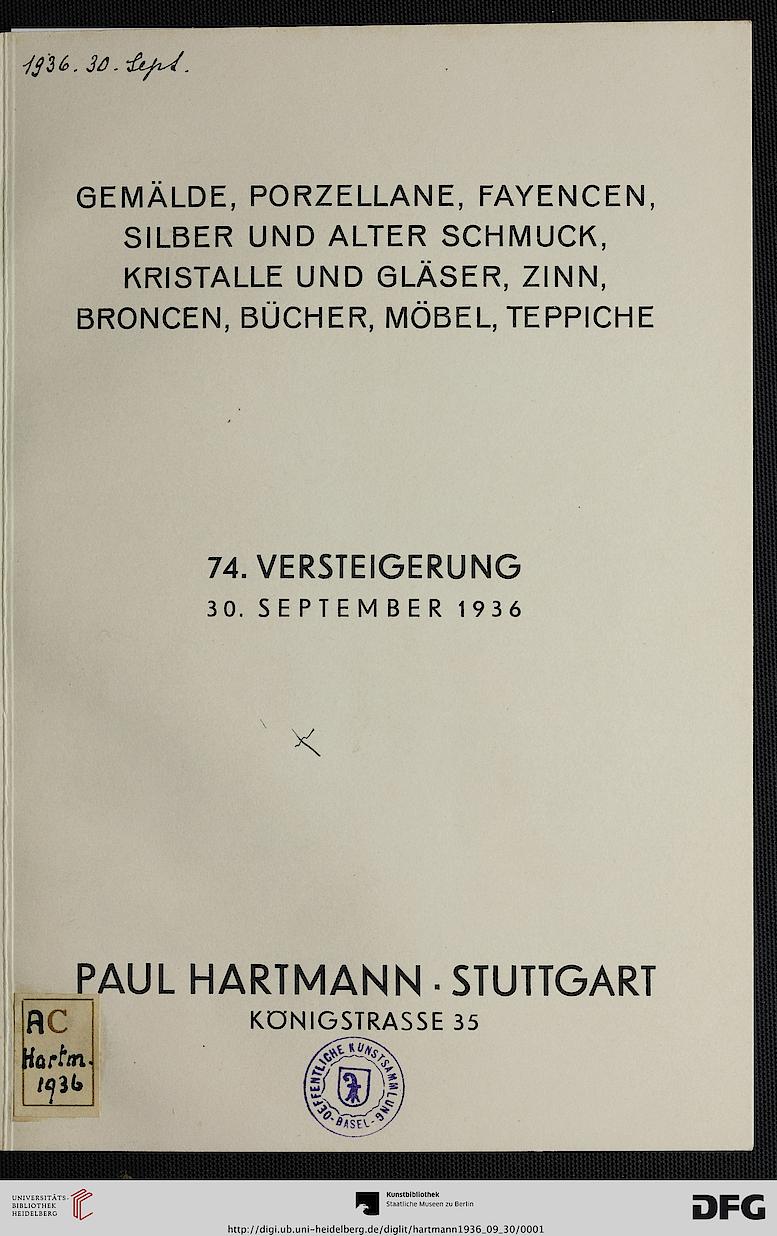 1936. 30. Sept.
GEMÄLDE, PORZELLANE, FAYENCEN,
SILBER UND ALTER SCHMUCK,
KRISTALLE UND GLÄSER, ZINN,
BRONCEN, BÜCHER, MÖBEL, TEPPICHE
74. VERSTEIGERUNG
30. SEPTEMBER 1936
PAUL HARTMANN · STUTTGART
KÖNIGSTRASSE 35
AC
Hartm.
1936
OEFFENTLICHE KUNSTSAMMLUNG
- BASEL -
UNIVERSITÄTS-
BIBLIOTHEK
HEIDELBERG
Kunstbibliothek
Staatliche Museen zu Berlin
DFG
http://digi.ub.uni-heidelberg.de/diglit/hartmann1936_09_30/0001